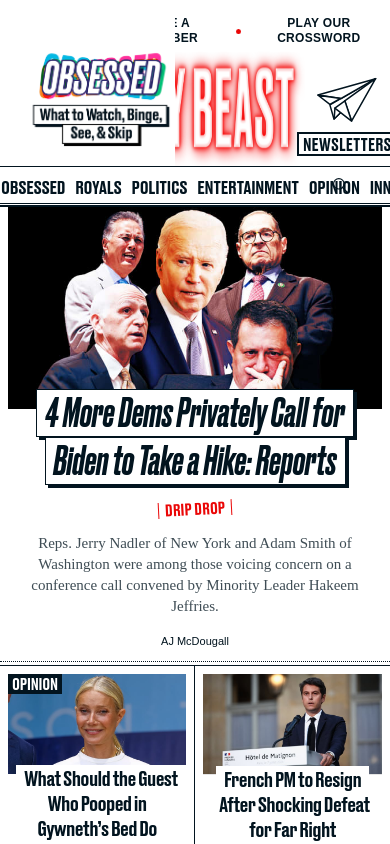 E A
BER
PLAY OUR
CROSSWORD
OBSESSED
What to Watch, Binge,
See, & Skip
Y BEAST
NEWSLETTERS
OBSESSED ROYALS POLITICS ENTERTAINMENT OPINION INN
4 More Dems Privately Call for
Biden to Take a Hike: Reports
DRIP DROP
Reps. Jerry Nadler of New York and Adam Smith of
Washington were among those voicing concern on a
conference call convened by Minority Leader Hakeem
Jeffries.
AJ McDougall
OPINION
What Should the Guest
Who Pooped in
Gyweneth's Bed Do
Hôtel de Matignon
French PM to Resign
After Shocking Defeat
for Far Right